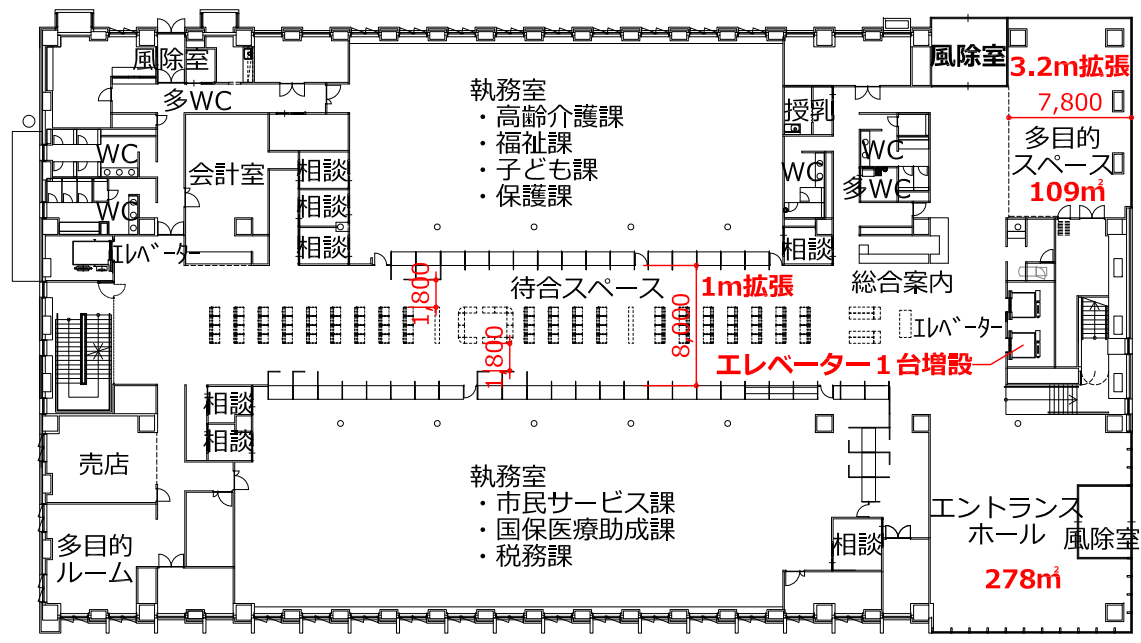 風除室
多WC
WC
WC
会計室
相談
相談
相談
エレベーター
執務室
・高齢介護課
・福祉課
・子ども課
・保護課
授乳
WC
WC
多WC
相談
風除室
3.2m拡張
7,800
多目的
スペース
109㎡
総合案内
待合スペース
1m拡張
1,800
1,800
8,000
エレベーター
エレベーター１台増設
相談
相談
売店
多目的
ルーム
執務室
・市民サービス課
・国保医療助成課
・税務課
相談
エントランス
ホール
278㎡
風除室